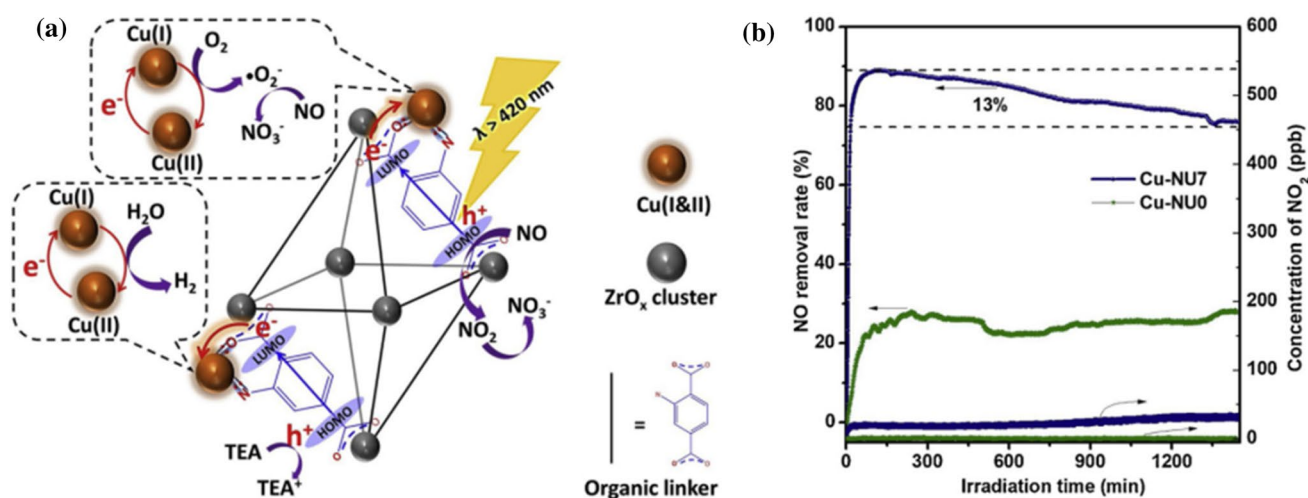 (a)
Cu(I)
O₂
•O₂⁻
e⁻
NO
NO₃⁻
Cu(II)
Cu(I)
H₂O
e⁻
H₂
Cu(II)
λ > 420 nm
e⁻
O
N
LUMO
h⁺
HOMO
O
O
NO
NO₂
NO₃⁻
e⁻
O
O
N
LUMO
HOMO
O
O
h⁺
TEA
TEA⁺
Cu(I&II)
ZrOₓ cluster
=
O
O
N
O
O
Organic linker
(b)
NO removal rate (%)
100
80
60
40
20
0
13%
Cu-NU7
Cu-NU0
600
500
400
300
200
100
0
Concentration of NO₂ (ppb)
0
300
600
900
1200
Irradiation time (min)